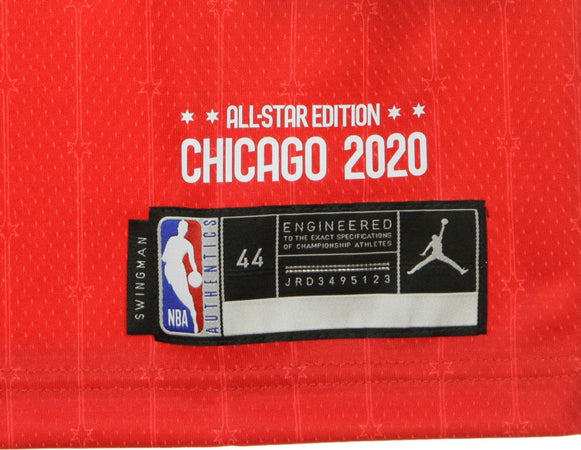 ALL-STAR EDITION
CHICAGO 2020
SWINGMAN
NBA
AUTHENTICS
44
ENGINEERED
TO THE EXACT SPECIFICATIONS
OF CHAMPIONSHIP ATHLETES
JRD3495123